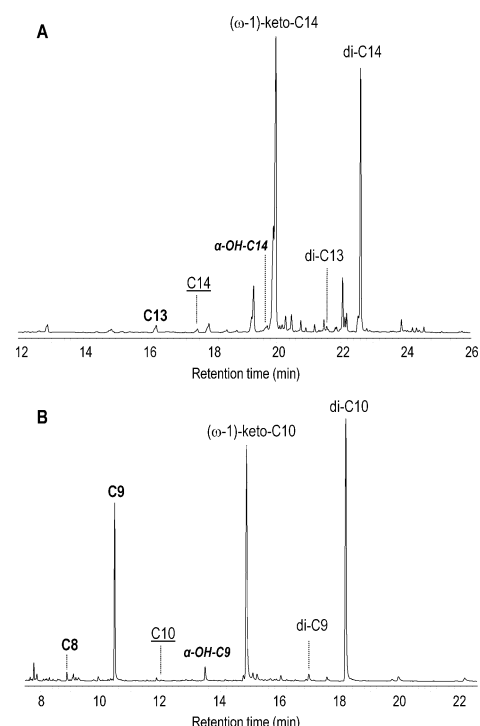 A
(ω-1)-keto-C14
di-C14
α-OH-C14
di-C13
C14
C13
12 14 16 18 20 22 24 26
Retention time (min)
B
di-C10
(ω-1)-keto-C10
C9
di-C9
C10
C8
α-OH-C9
8 10 12 14 16 18 20 22
Retention time (min)